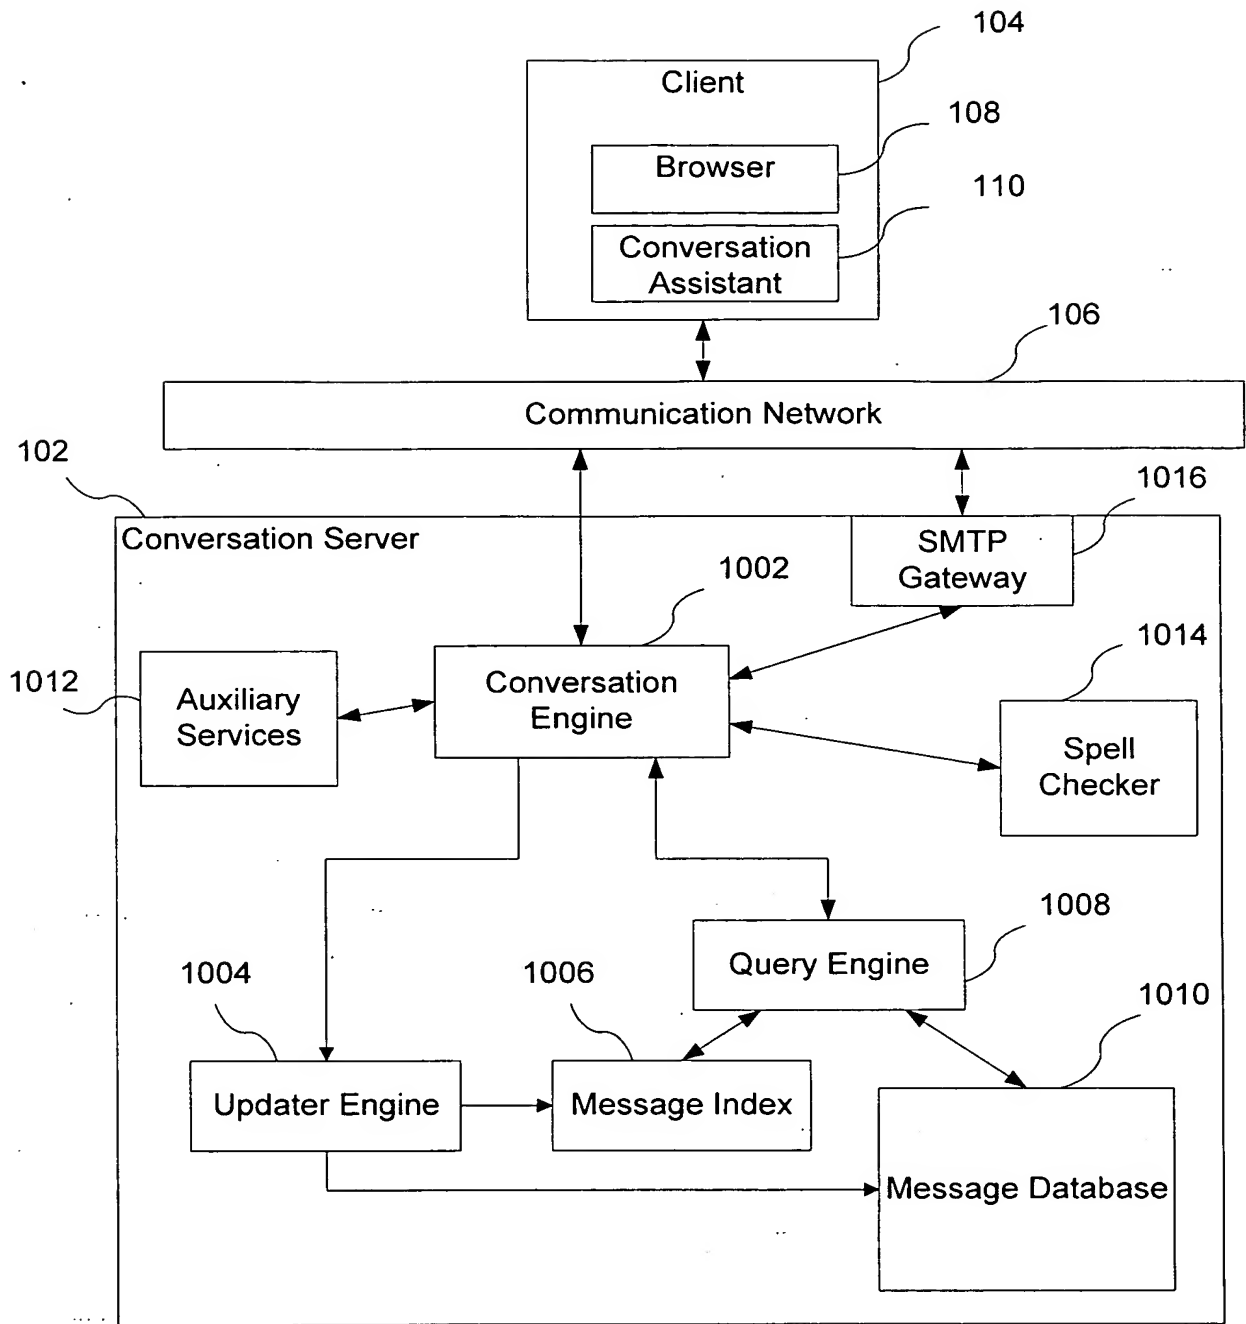 104
Client
108
Browser
110
Conversation
Assistant
106
Communication Network
102
1016
Conversation Server
SMTP
Gateway
1002
1014
1012
Auxiliary
Services
Conversation
Engine
Spell
Checker
1008
Query Engine
1004
1006
1010
Updater Engine
Message Index
Message Database